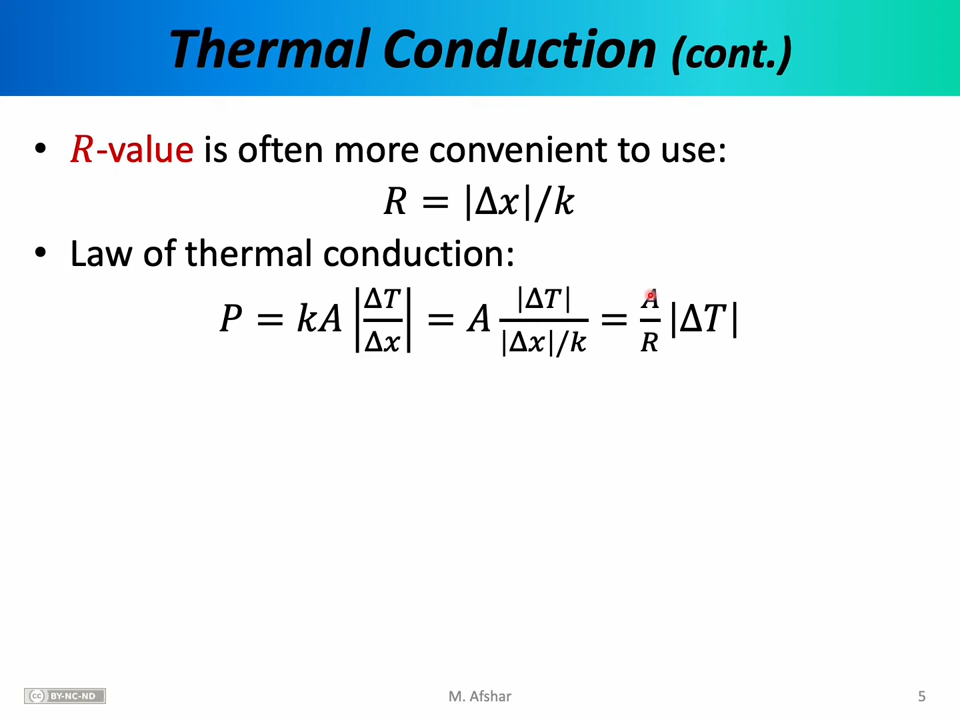 Thermal Conduction (cont.)
• R-value is often more convenient to use:
R = |Δx|/k
• Law of thermal conduction:
P = kA |ΔT/Δx| = A |ΔT|/(|Δx|/k) = A/R |ΔT|
cc BY-NC-ND
M. Afshar
5